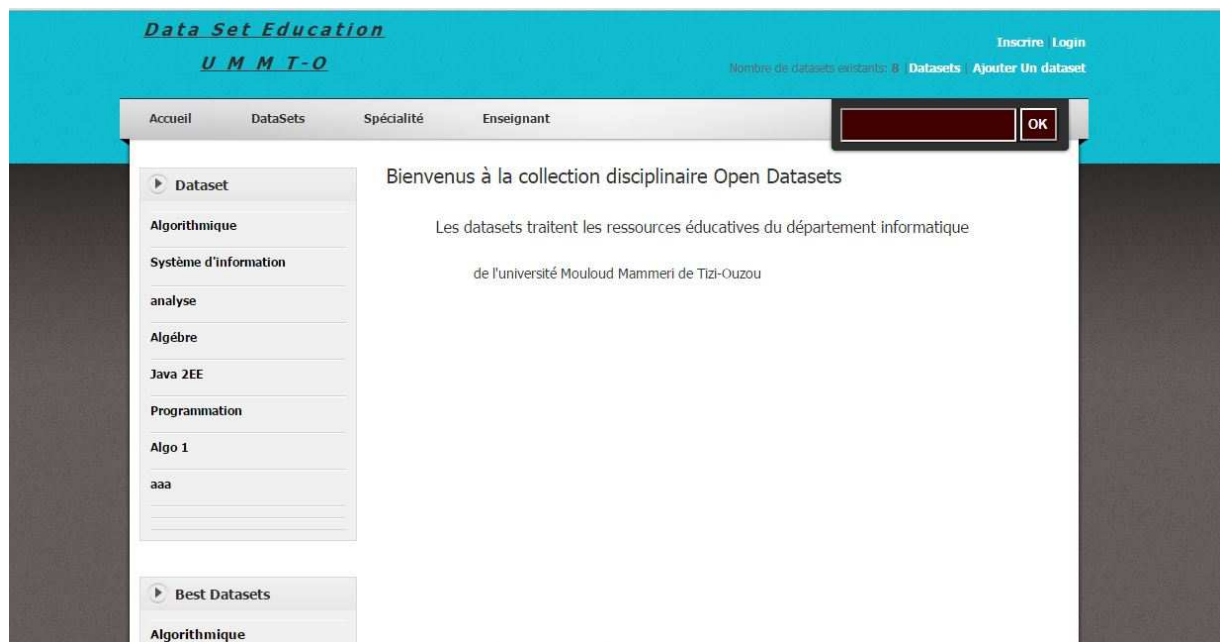 Data Set Education
U M M T-O
Inscrire Login
Nombre de datasets existants: 8 Datasets Ajouter Un dataset
Accueil DataSets Spécialité Enseignant OK
Dataset
Algorithmique
Système d'information
analyse
Algébre
Java 2EE
Programmation
Algo 1
aaa
Best Datasets
Algorithmique
Bienvenus à la collection disciplinaire Open Datasets
Les datasets traitent les ressources éducatives du département informatique
de l'université Mouloud Mammeri de Tizi-Ouzou